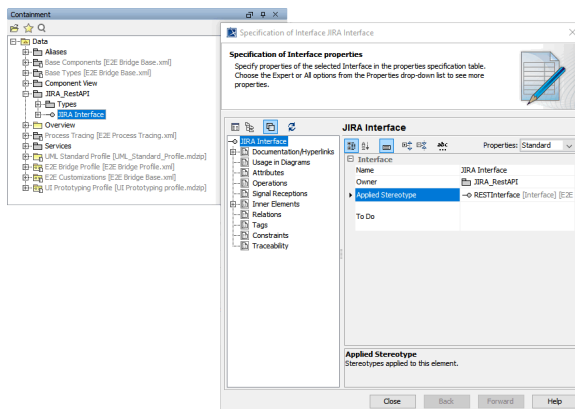 Containment
Data
Aliases
Base Components [E2E Bridge Base.xml]
Base Types [E2E Bridge Base.xml]
Component View
JIRA_RestAPI
Types
JIRA Interface
Overview
Process Tracing [E2E Process Tracing.xml]
Services
UML Standard Profile [UML_Standard_Profile.mdzip]
E2E Bridge Profile [E2E Bridge Profile.xml]
E2E Customizations [E2E Bridge Base.xml]
UI Prototyping Profile [UI Prototyping profile.mdzip]
Specification of Interface JIRA Interface
Specification of Interface properties
Specify properties of the selected Interface in the properties specification table.
Choose the Expert or All options from the Properties drop-down list to see more
properties.
JIRA Interface
Documentation/Hyperlinks
Usage in Diagrams
Attributes
Operations
Signal Receptions
Inner Elements
Relations
Tags
Constraints
Traceability
JIRA Interface
Properties: Standard
Interface
Name JIRA Interface
Owner JIRA_RestAPI
Applied Stereotype RESTInterface [Interface] [E2E
To Do
Applied Stereotype
Stereotypes applied to this element.
Close Back Forward Help